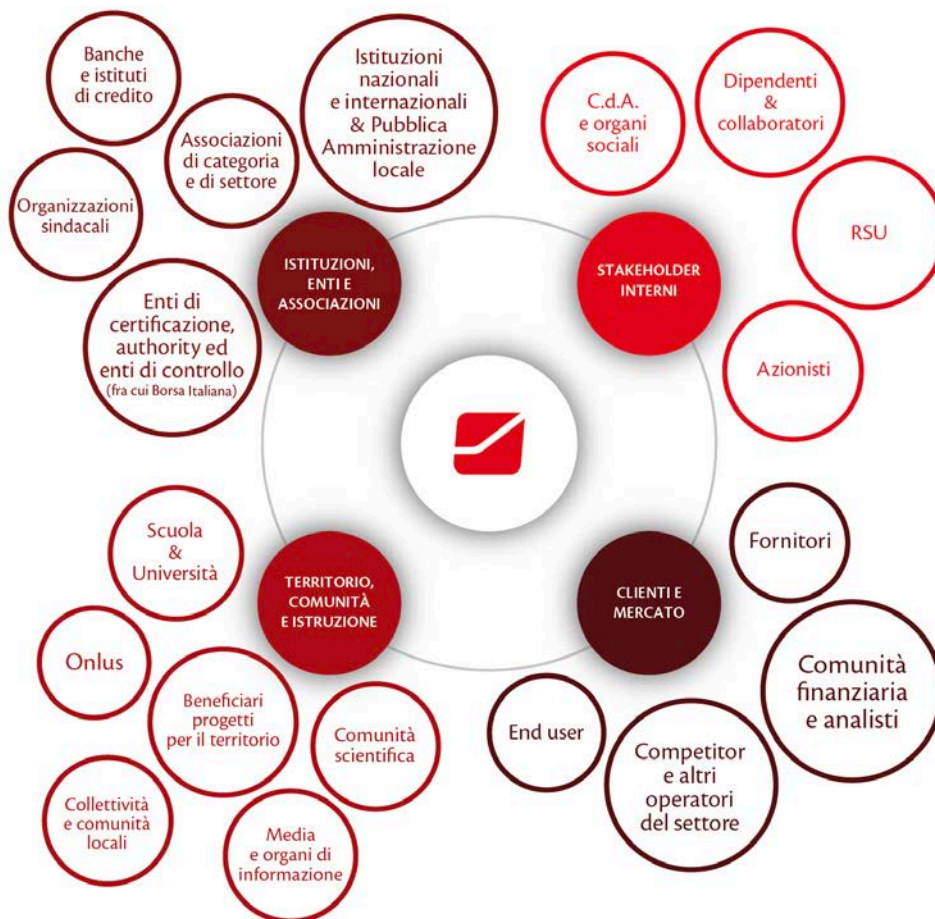 Banche
e istituti
di credito
Istituzioni
nazionali
e internazionali
& Pubblica
Amministrazione
locale
Associazioni
di categoria
e di settore
Organizzazioni
sindacali
Enti di
certificazione,
authority ed
enti di controllo
(fra cui Borsa Italiana)
ISTITUZIONI,
ENTI E
ASSOCIAZIONI
C.d.A.
e organi
sociali
Dipendenti
&
collaboratori
RSU
Azionisti
STAKEHOLDER
INTERNI
Scuola
&
Università
Onlus
Beneficiari
progetti
per il territorio
Comunità
scientifica
Collettività
e comunità
locali
Media
e organi di
informazione
TERRITORIO,
COMUNITÀ
E ISTRUZIONE
CLIENTI E
MERCATO
Fornitori
Comunità
finanziaria
e analisti
End user
Competitor
e altri
operatori
del settore